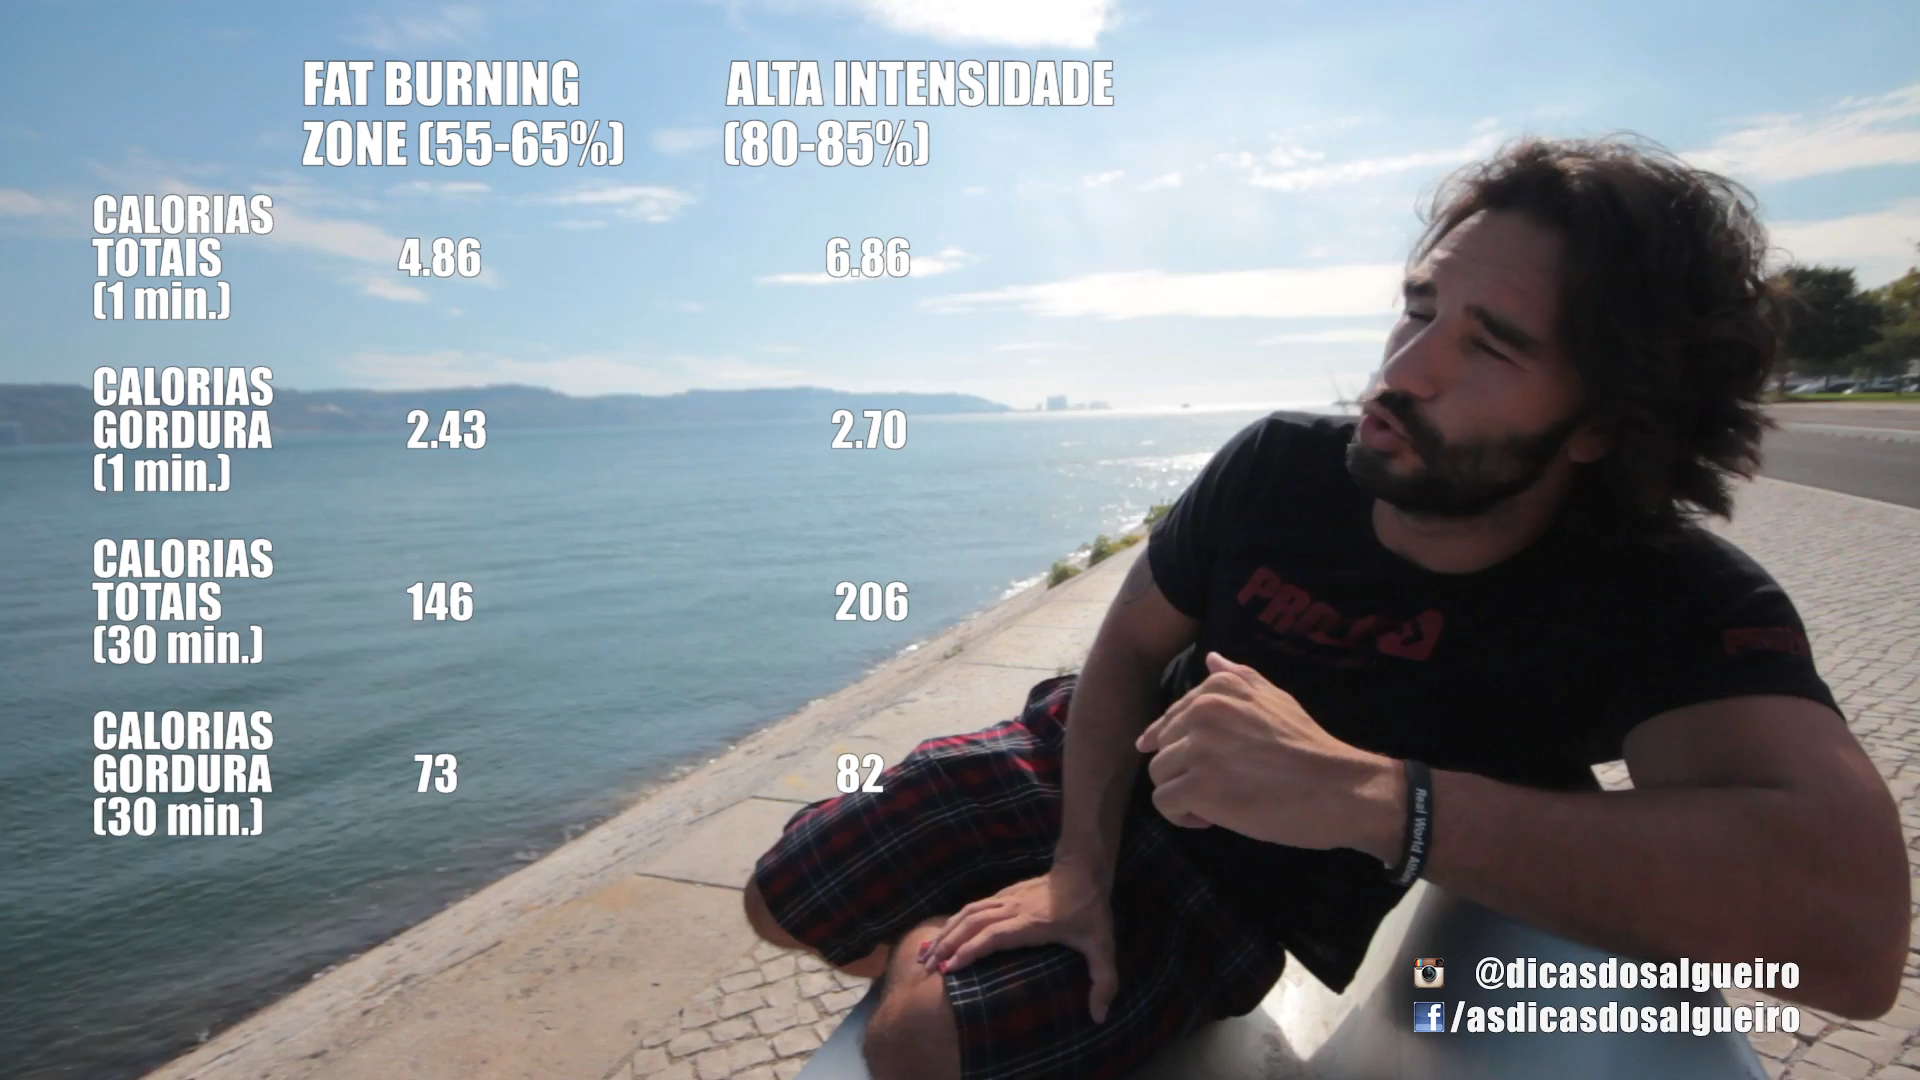 FAT BURNING
ZONE (55-65%)
ALTA INTENSIDADE
(80-85%)
CALORIAS
TOTAIS
(1 min.)
4.86
6.86
CALORIAS
GORDURA
(1 min.)
2.43
2.70
CALORIAS
TOTAIS
(30 min.)
146
206
CALORIAS
GORDURA
(30 min.)
73
82
Real World
@dicasdosalgueiro
/asdicasdosalgueiro